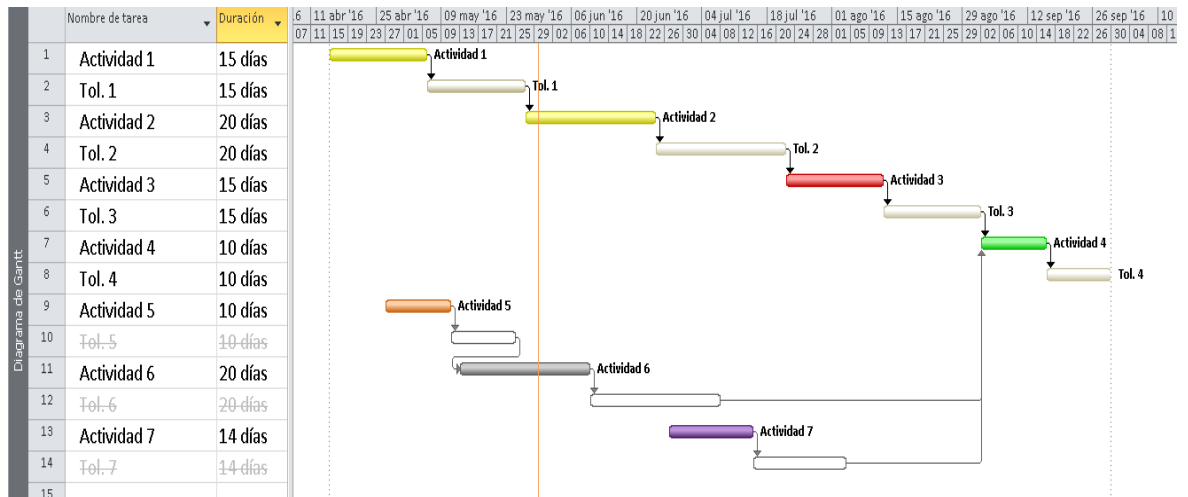 Nombre de tarea Duración 6 11 abr '16 25 abr '16 09 may '16 23 may '16 06 jun '16 20 jun '16 04 jul '16 18 jul '16 01 ago '16 15 ago '16 29 ago '16 12 sep '16 26 sep '16 10
07 11 15 19 23 27 01 05 09 13 17 21 25 29 02 06 10 14 18 22 26 30 04 08 12 16 20 24 28 01 05 09 13 17 21 25 29 02 06 10 14 18 22 26 30 04 08 1
1 Actividad 1 15 días Actividad 1
2 Tol. 1 15 días Tol. 1
3 Actividad 2 20 días Actividad 2
4 Tol. 2 20 días Tol. 2
5 Actividad 3 15 días Actividad 3
6 Tol. 3 15 días Tol. 3
7 Actividad 4 10 días Actividad 4
8 Tol. 4 10 días Tol. 4
9 Actividad 5 10 días Actividad 5
10 Tol. 5 10 días
11 Actividad 6 20 días Actividad 6
12 Tol. 6 20 días
13 Actividad 7 14 días Actividad 7
14 Tol. 7 14 días
15
Diagrama de Gantt